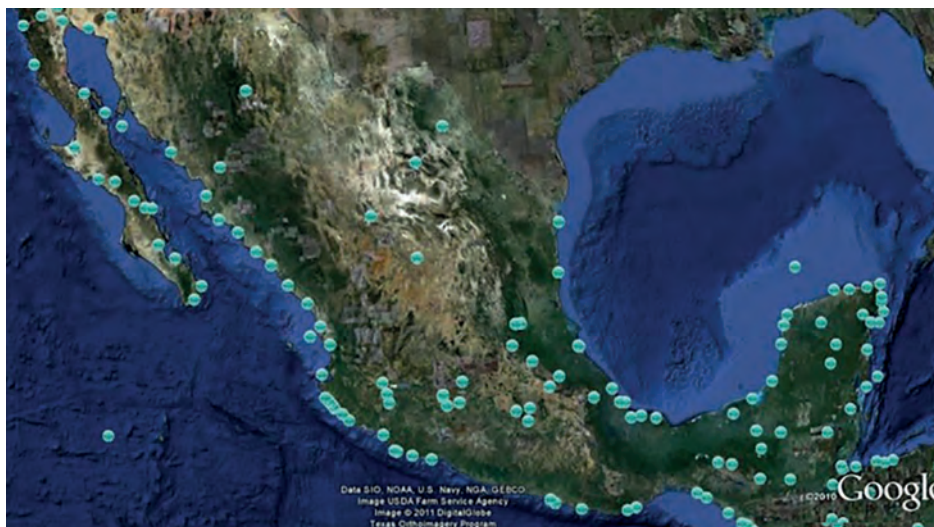 Data SIO, NOAA, U.S. Navy, NGA, GEBCO
Image USDA Farm Service Agency
Image © 2011 DigitalGlobe
Texas Orthoimagery Program
©2010 Google